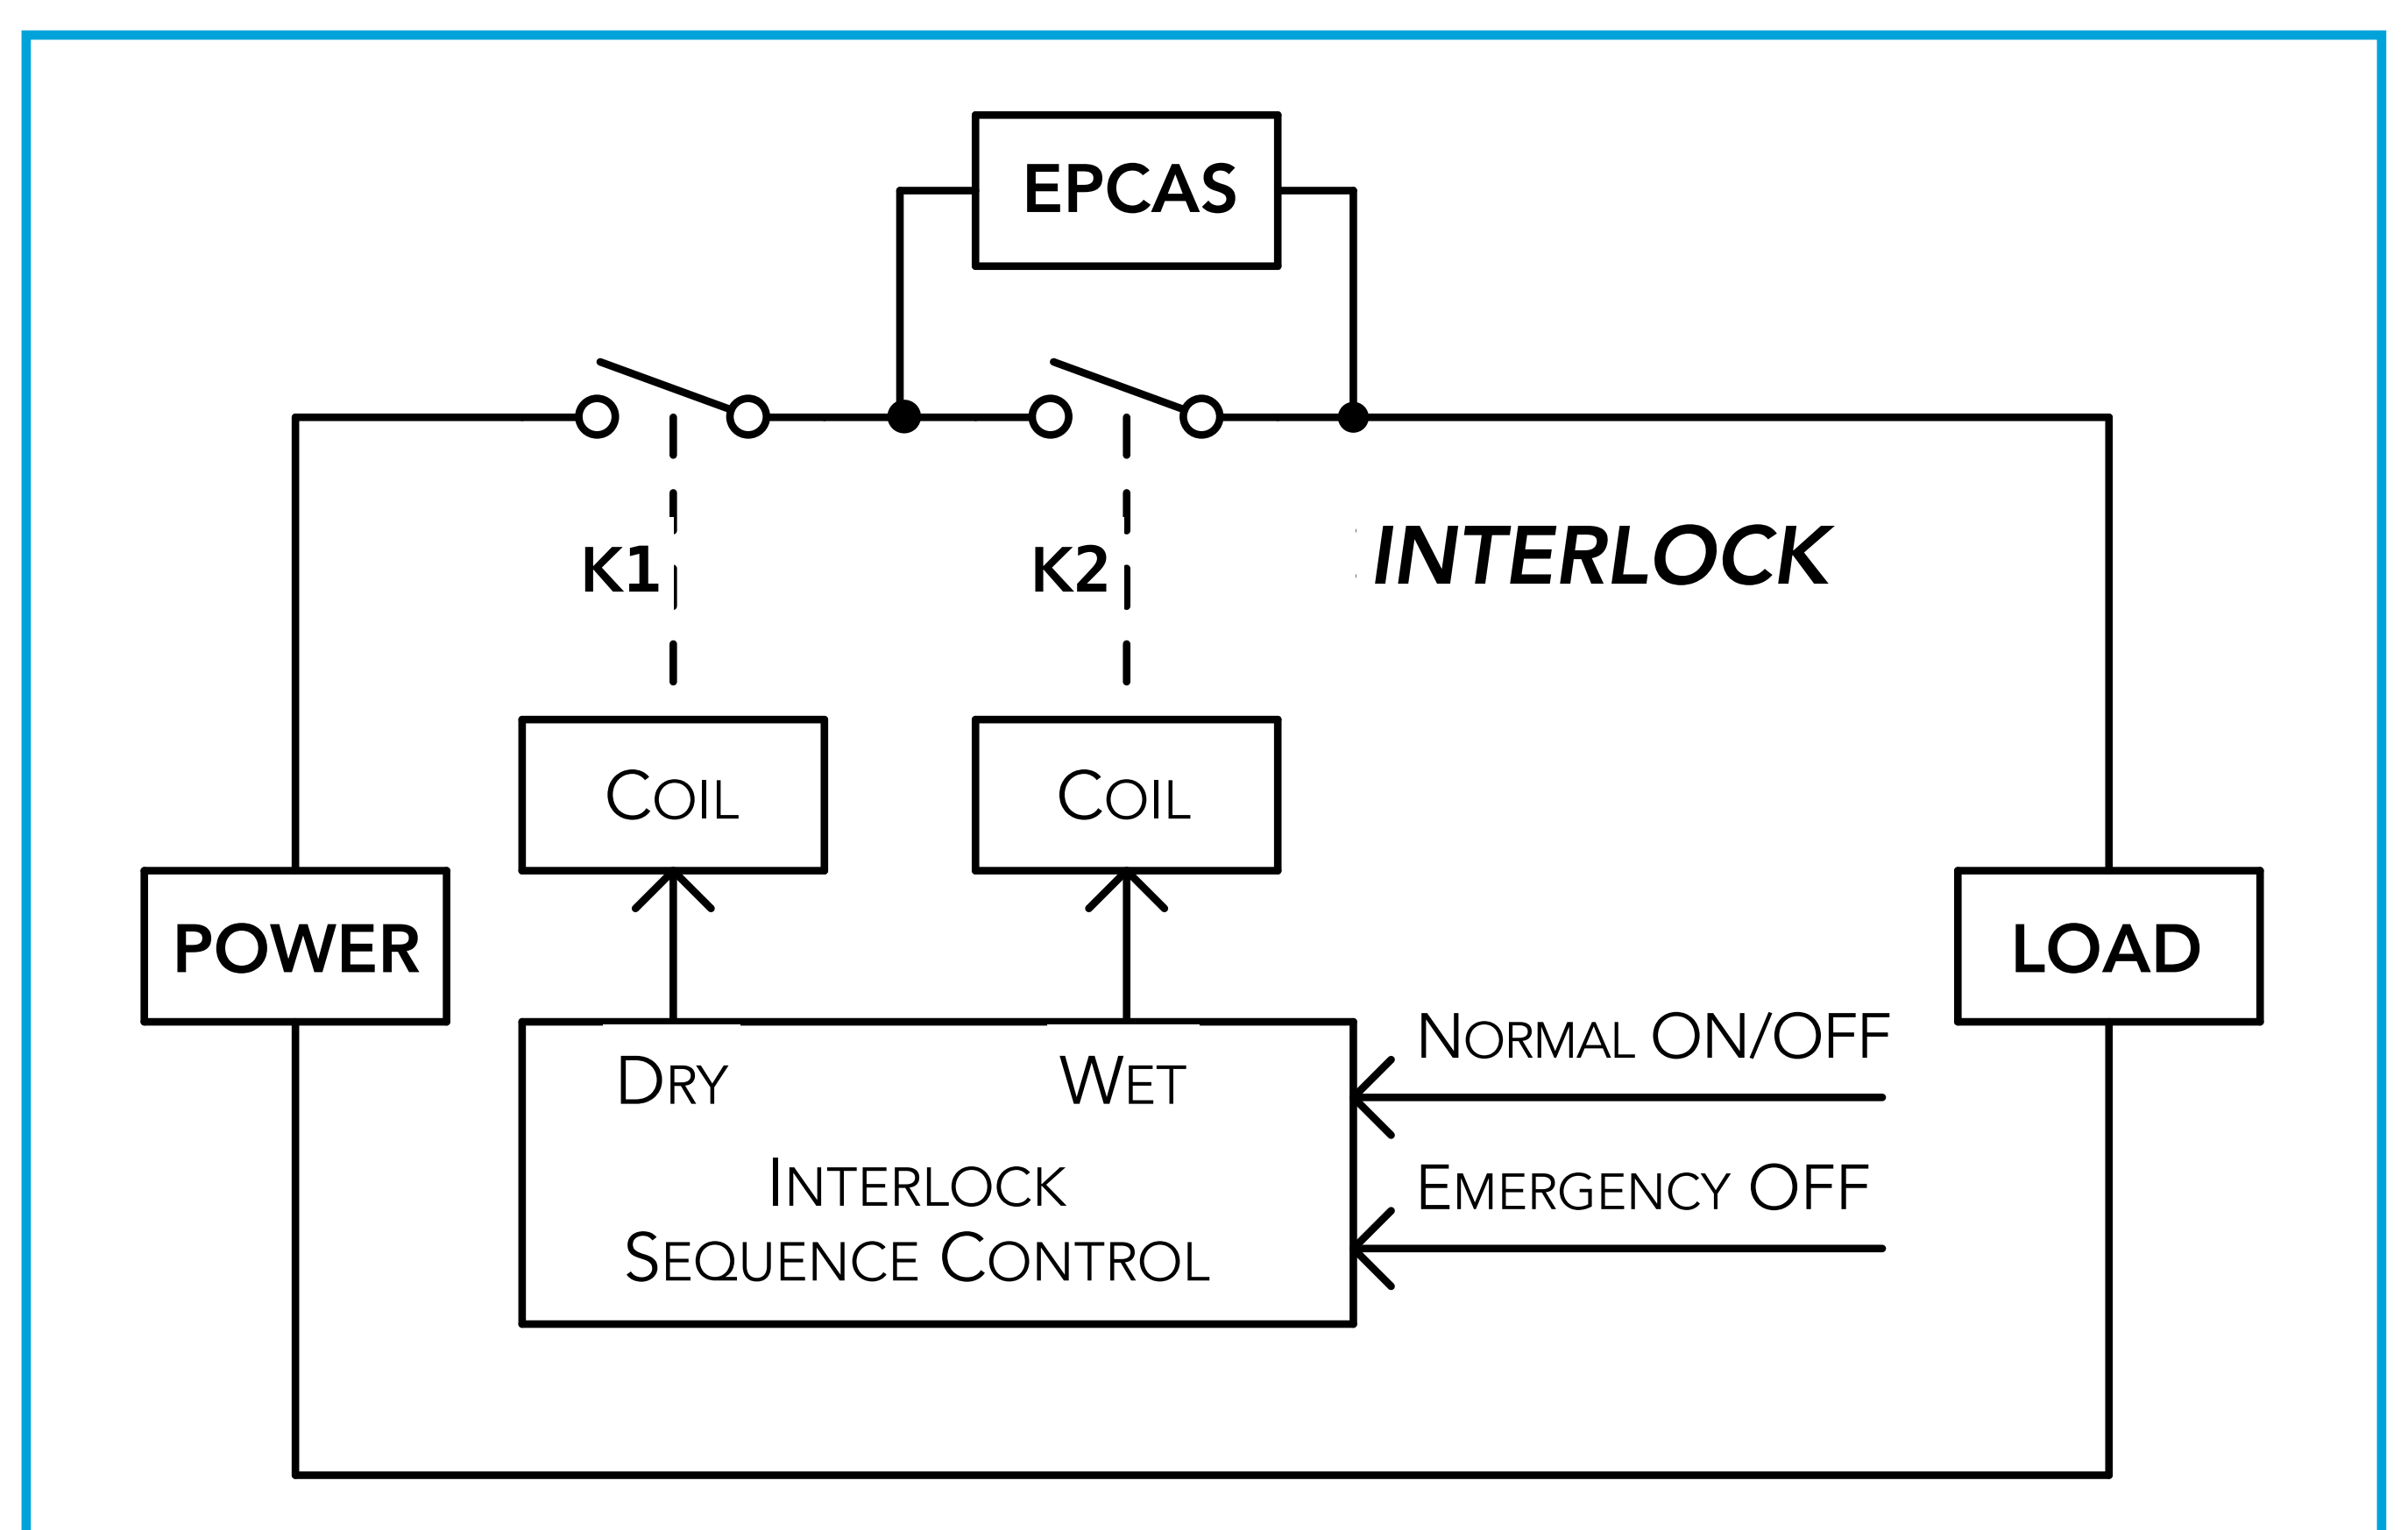 EPCAS
K1
K2
INTERLOCK
COIL
COIL
POWER
LOAD
DRY
WET
NORMAL ON/OFF
INTERLOCK
SEQUENCE CONTROL
EMERGENCY OFF